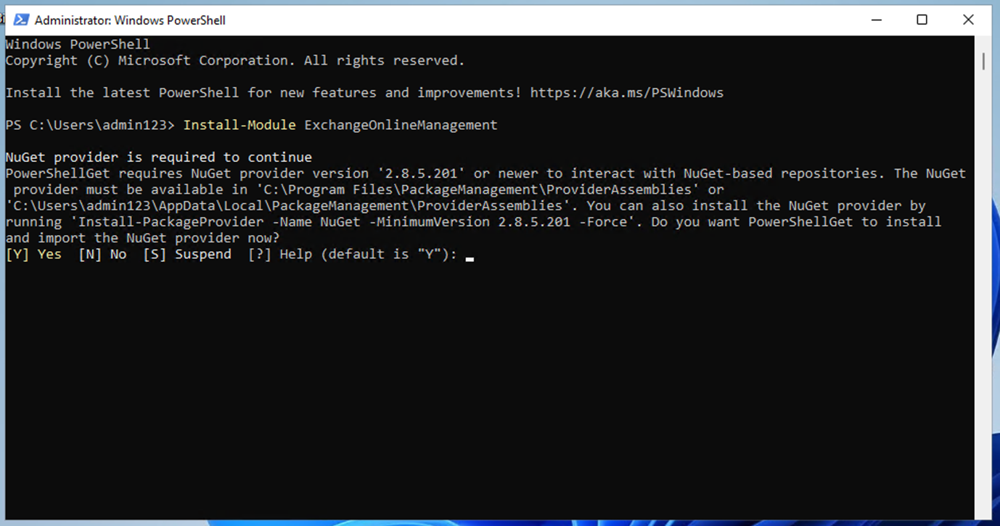 Administrator: Windows PowerShell
Windows PowerShell
Copyright (C) Microsoft Corporation. All rights reserved.
Install the latest PowerShell for new features and improvements! https://aka.ms/PSWindows
PS C:\Users\admin123> Install-Module ExchangeOnlineManagement
NuGet provider is required to continue
PowerShellGet requires NuGet provider version '2.8.5.201' or newer to interact with NuGet-based repositories. The NuGet
 provider must be available in 'C:\Program Files\PackageManagement\ProviderAssemblies' or
'C:\Users\admin123\AppData\Local\PackageManagement\ProviderAssemblies'. You can also install the NuGet provider by
running 'Install-PackageProvider -Name NuGet -MinimumVersion 2.8.5.201 -Force'. Do you want PowerShellGet to install
and import the NuGet provider now?
[Y] Yes  [N] No  [S] Suspend  [?] Help (default is "Y"):